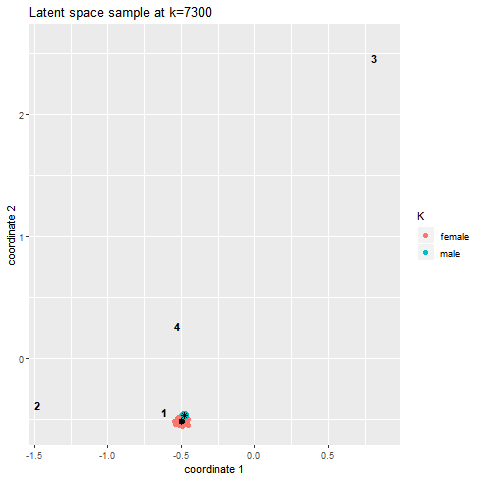 Latent space sample at k=7300
3
2
1
4
0
2
1
coordinate 2
-1.5
-1.0
-0.5
0.0
0.5
coordinate 1
K
female
male